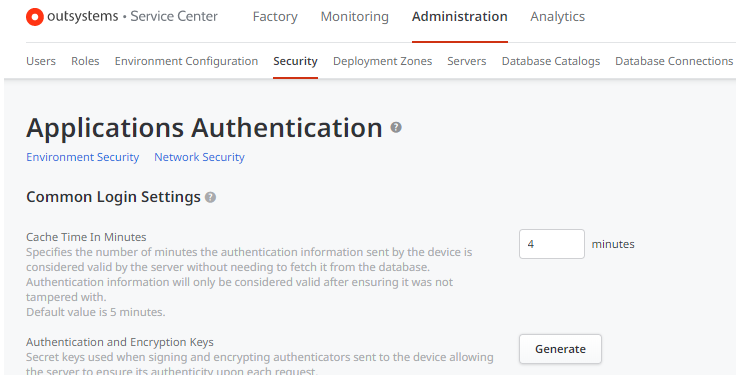 outsystems • Service Center Factory Monitoring Administration Analytics
Users Roles Environment Configuration Security Deployment Zones Servers Database Catalogs Database Connections
Applications Authentication ?
Environment Security Network Security
Common Login Settings ?
Cache Time In Minutes
Specifies the number of minutes the authentication information sent by the device is
considered valid by the server without needing to fetch it from the database.
Authentication information will only be considered valid after ensuring it was not
tampered with.
Default value is 5 minutes.
4 minutes
Authentication and Encryption Keys
Secret keys used when signing and encrypting authenticators sent to the device allowing
the server to ensure its authenticity upon each request.
Generate